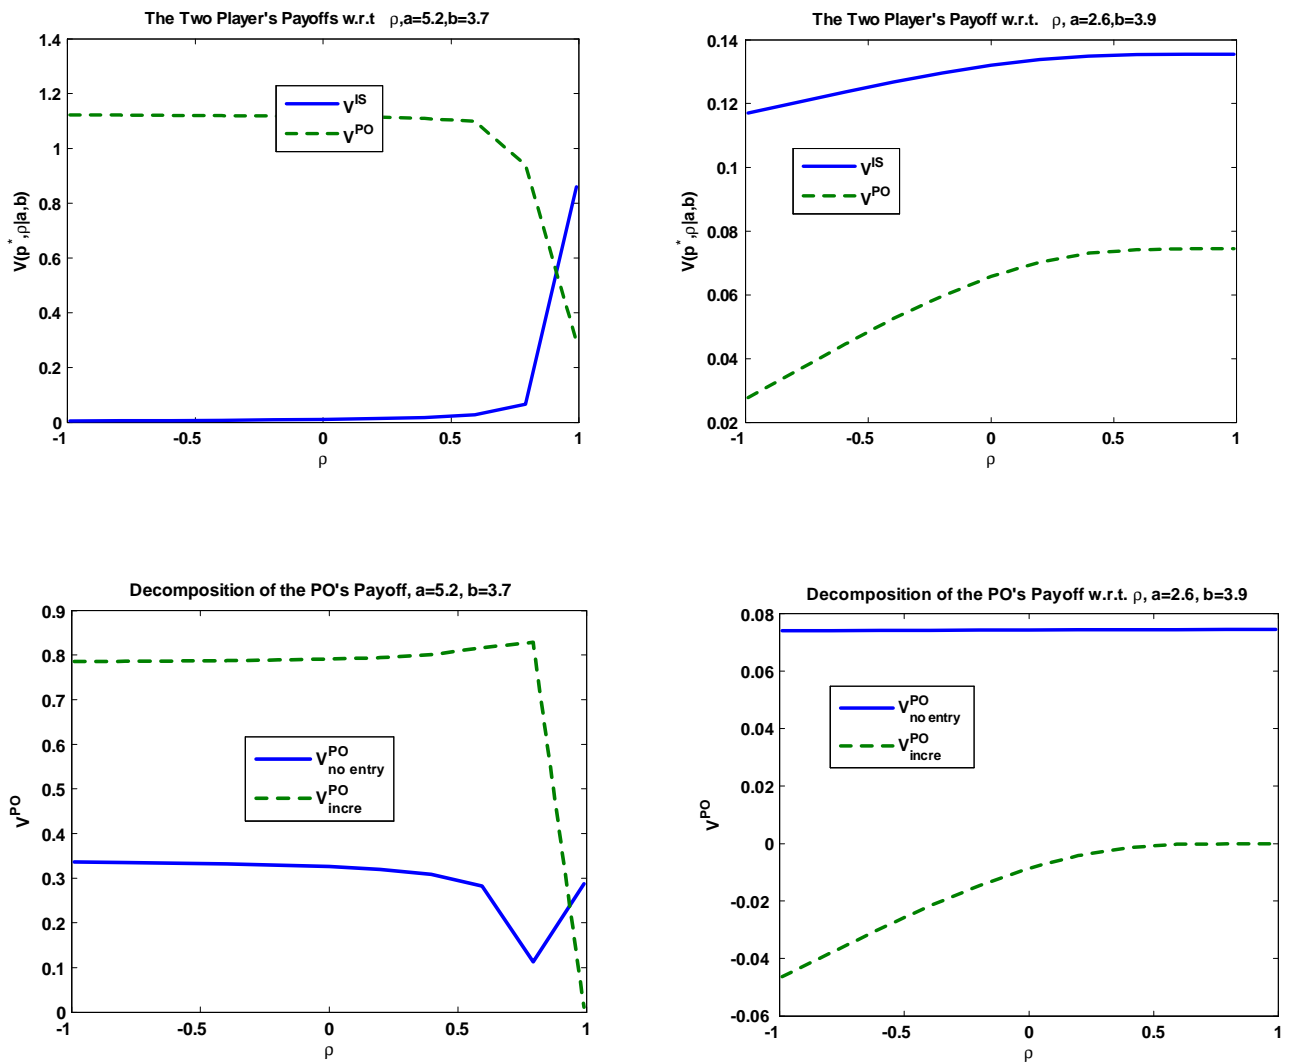 The Two Player's Payoffs w.r.t ρ,a=5.2,b=3.7
1.4
1.2
1
0.8
0.6
0.4
0.2
0
-1
-0.5
0
0.5
1
V(p*,ρ|a,b)
ρ
V^IS
V^PO
The Two Player's Payoff w.r.t. ρ, a=2.6,b=3.9
0.14
0.12
0.1
0.08
0.06
0.04
0.02
-1
-0.5
0
0.5
1
V(p*,ρ|a,b)
ρ
V^IS
V^PO
Decomposition of the PO's Payoff, a=5.2, b=3.7
0.9
0.8
0.7
0.6
0.5
0.4
0.3
0.2
0.1
0
-1
-0.5
0
0.5
1
V^PO
ρ
V^PO no entry
V^PO incre
Decomposition of the PO's Payoff w.r.t. ρ, a=2.6, b=3.9
0.08
0.06
0.04
0.02
0
-0.02
-0.04
-0.06
-1
-0.5
0
0.5
1
V^PO
ρ
V^PO no entry
V^PO incre